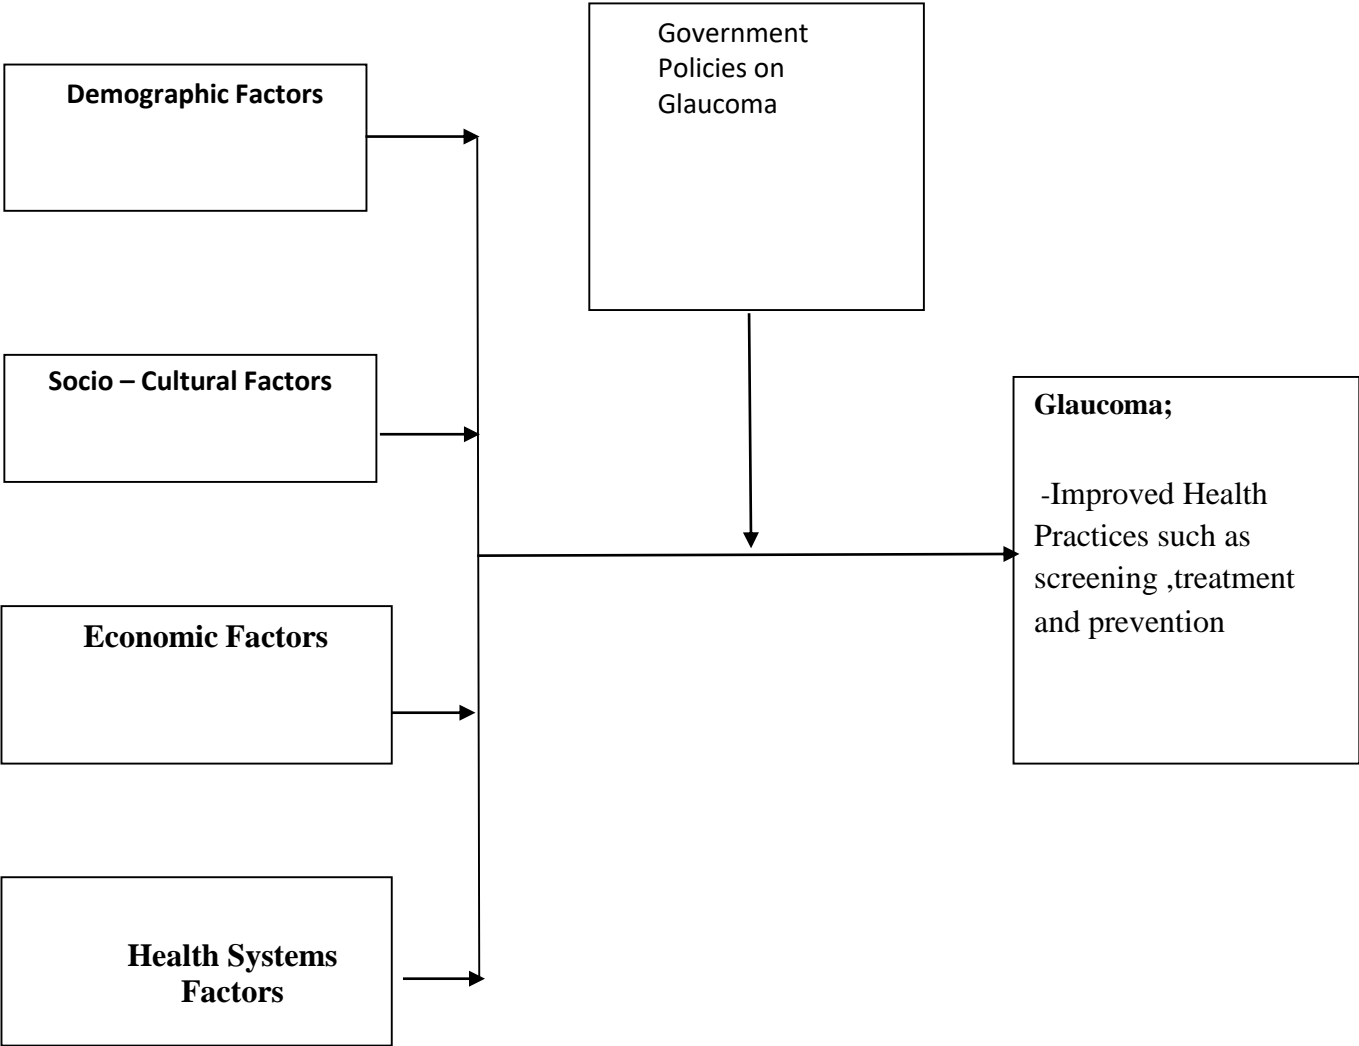 Government
Policies on
Glaucoma
Demographic Factors
Socio – Cultural Factors
Glaucoma;
-Improved Health
Practices such as
screening ,treatment
and prevention
Economic Factors
Health Systems
Factors